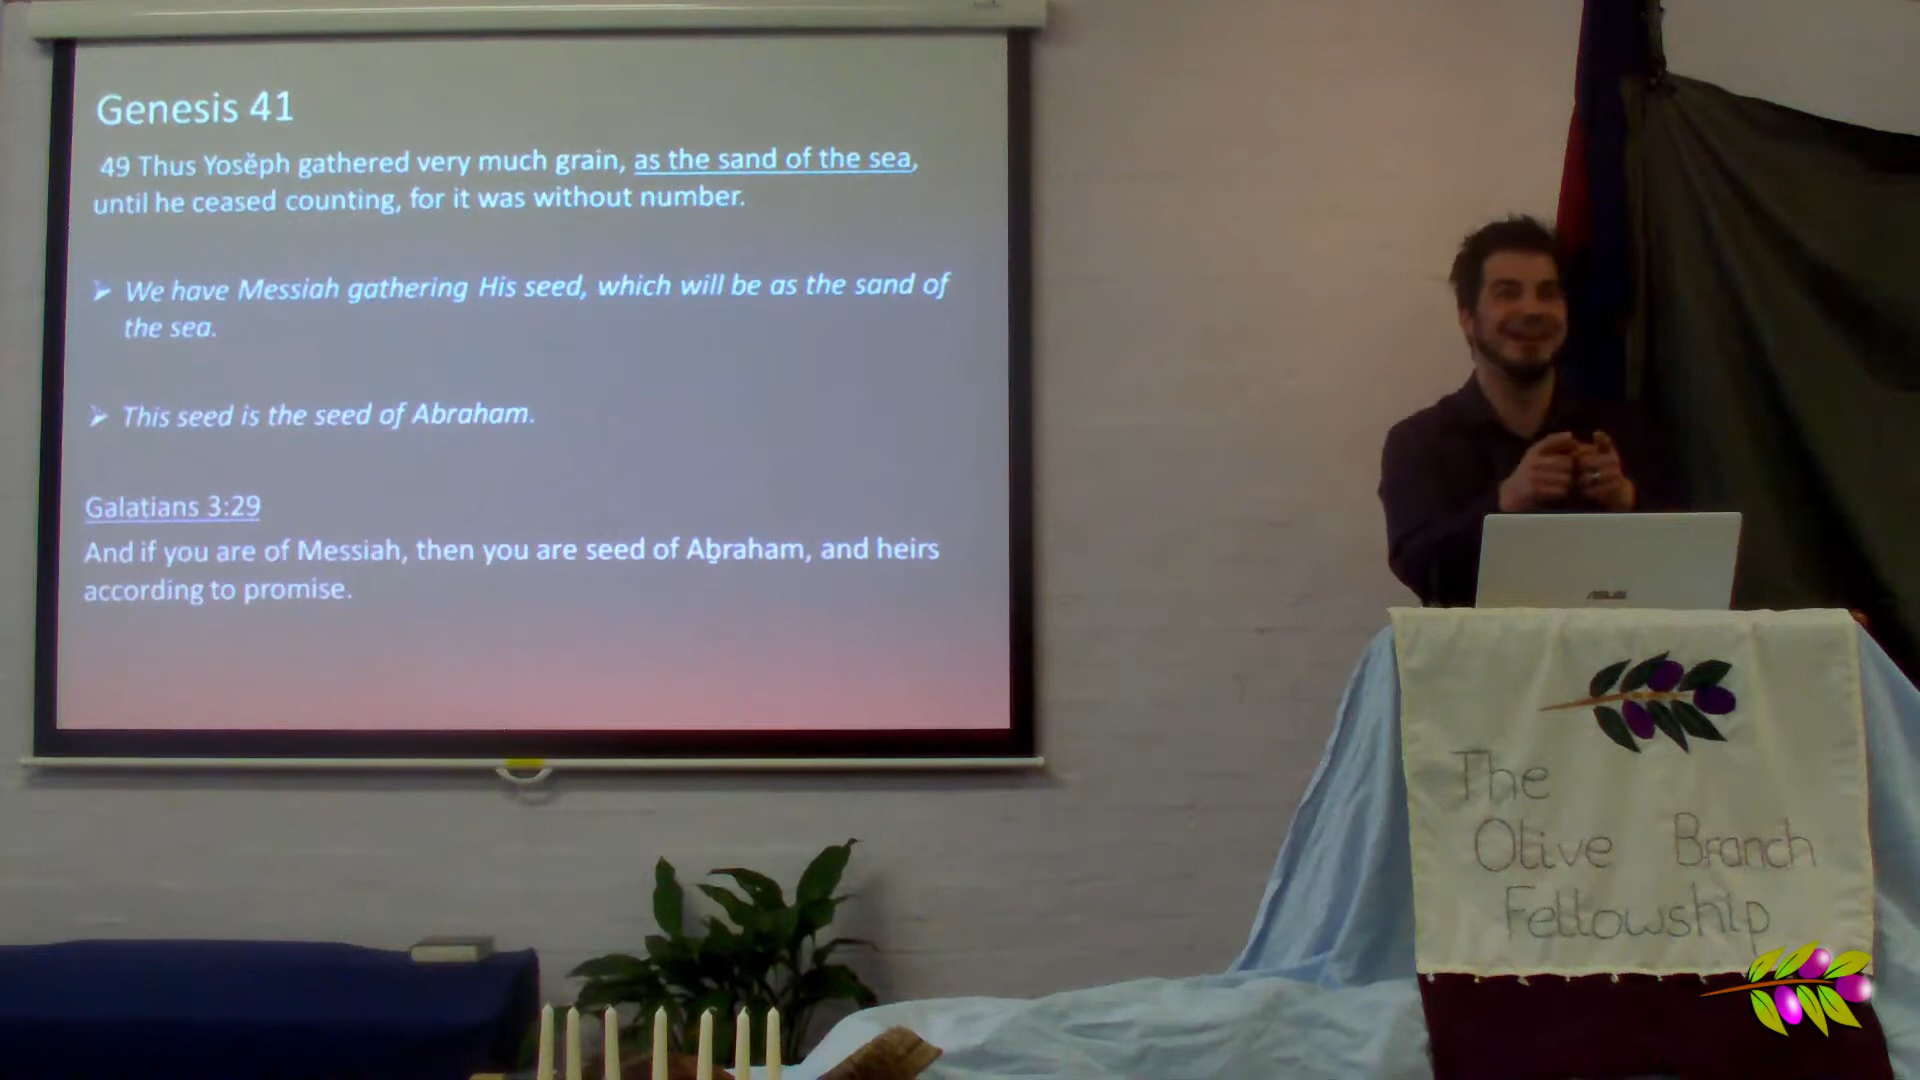 Genesis 41
49 Thus Yosĕph gathered very much grain, as the sand of the sea,
until he ceased counting, for it was without number.
➢ We have Messiah gathering His seed, which will be as the sand of
the sea.
➢ This seed is the seed of Abraham.
Galatians 3:29
And if you are of Messiah, then you are seed of Aḇraham, and heirs
according to promise.
ASUS
The
Olive Branch
Fellowship